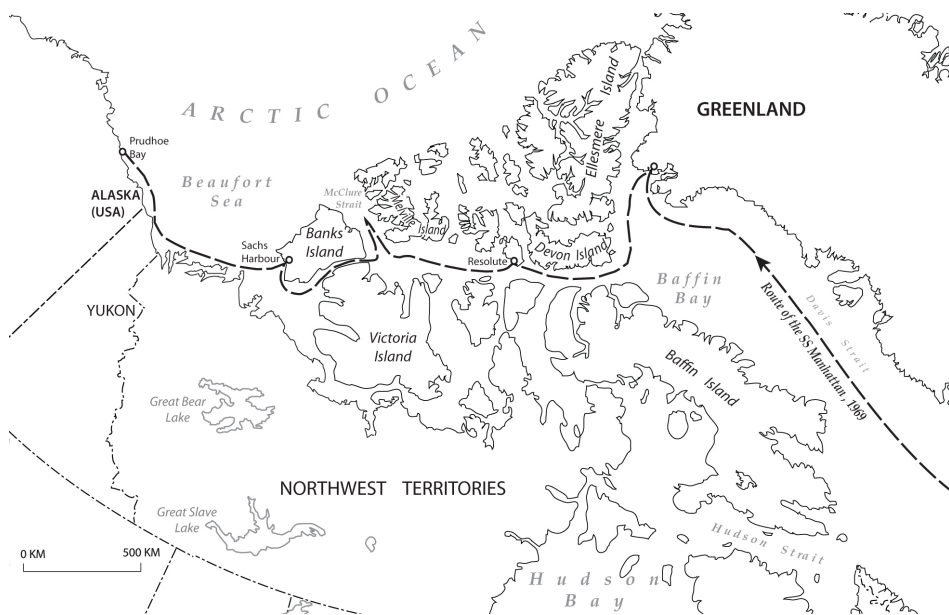 ARCTIC OCEAN
GREENLAND
Ellesmere
Island
Prudhoe
Bay
ALASKA
(USA)
Beaufort
Sea
McClure
Strait
Melville
Island
Banks
Island
Sachs
Harbour
Resolute
Devon Island
Baffin
Bay
Davis Strait
Route of the SS Manhattan, 1969
YUKON
Victoria
Island
Baffin Island
Great Bear
Lake
NORTHWEST TERRITORIES
Great Slave
Lake
Hudson Strait
0 KM 500 KM
Hudson
Bay